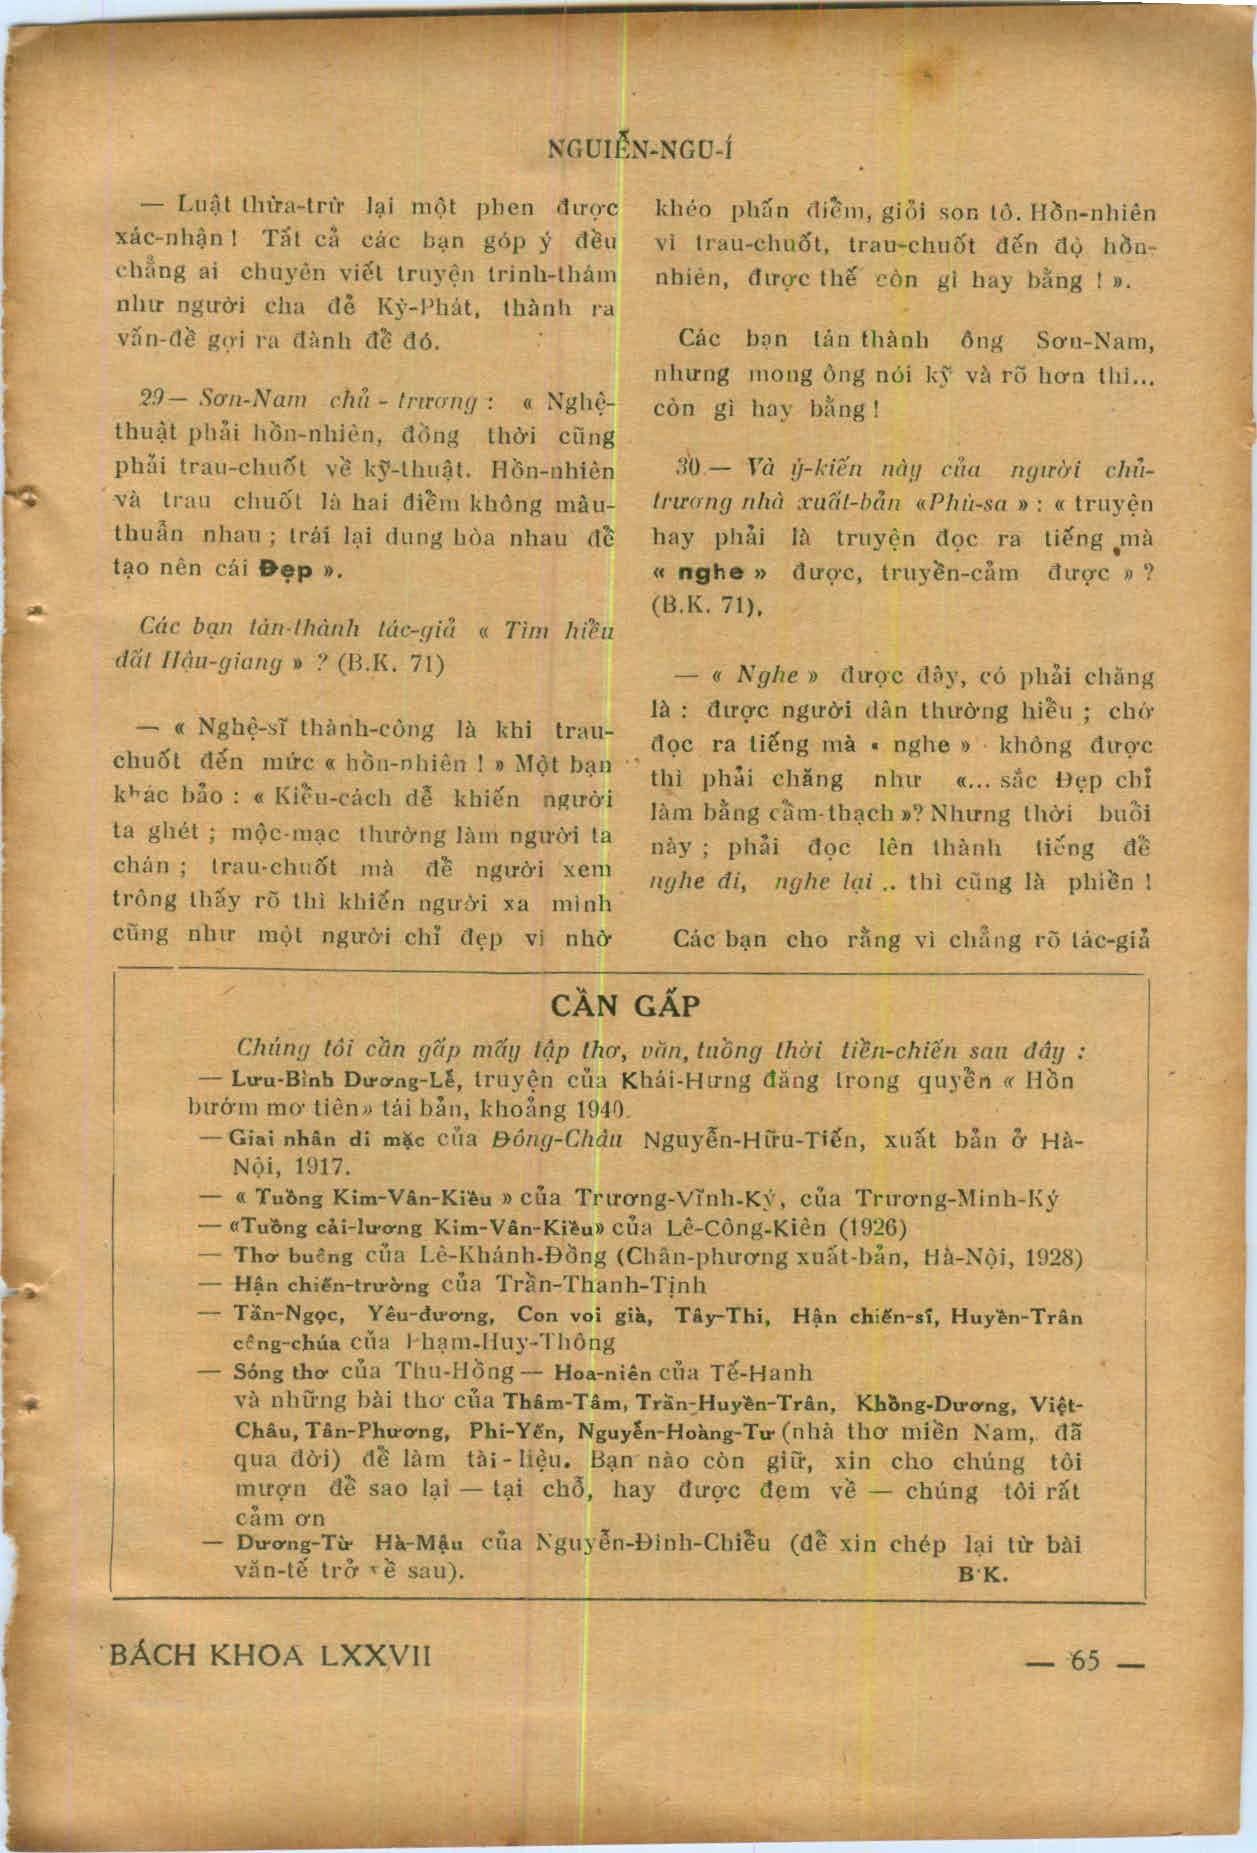 NGUIỄN-NGU-Í
— Luật thừa-trừ lại một phen được
xác-nhận ! Tất cả các bạn góp ý đều
chẳng ai chuyên viết truyện trinh-thám
như người cha đẻ Kỳ-Phát, thành ra
vấn-đề gợi ra đành để đó.
29— Sơn-Nam chủ - trương : « Nghệ-
thuật phải hồn-nhiên, đồng thời cũng
phải trau-chuốt về kỹ-thuật. Hồn-nhiên
và trau chuốt là hai điểm không mâu-
thuẫn nhau ; trái lại dung hòa nhau để
tạo nên cái Đẹp ».
Các bạn tán-thành tác-giả « Tìm hiểu
đất Hậu-giang » ? (B.K. 71)
— « Nghệ-sĩ thành-công là khi trau-
chuốt đến mức « hồn-nhiên ! » Một bạn
khác bảo : « Kiểu-cách dễ khiến người
ta ghét ; mộc-mạc thường làm người ta
chán ; trau-chuốt mà để người xem
trông thấy rõ thì khiến người xa mình
cũng như một người chỉ đẹp vì nhờ
khéo phấn điểm, giỏi son tô. Hồn-nhiên
vì trau-chuốt, trau-chuốt đến độ hồn-
nhiên, được thế còn gì hay bằng ! ».
Các bạn tán thành ông Sơn-Nam,
nhưng mong ông nói kỹ và rõ hơn thì...
còn gì hay bằng !
30.— Và ý-kiến này của người chủ-
trương nhà xuất-bản «Phù-sa » : « truyện
hay phải là truyện đọc ra tiếng mà
« nghe » được, truyền-cảm được » ?
(B.K. 71).
— « Nghe » được đây, có phải chăng
là : được người dân thường hiểu ; chớ
đọc ra tiếng mà « nghe » không được
thì phải chăng như «... sắc Đẹp chỉ
làm bằng cẩm-thạch »? Nhưng thời buổi
này ; phải đọc lên thành tiếng để
nghe đi, nghe lại .. thì cũng là phiền !
Các bạn cho rằng vì chẳng rõ tác-giả
CẦN GẤP
Chúng tôi cần gấp mấy tập thơ, văn, tuồng thời tiền-chiến sau đây :
— Lưu-Bình Dương-Lễ, truyện của Khái-Hưng đăng trong quyển « Hồn
bướm mơ tiên» tái bản, khoảng 1940.
— Giai nhân di mặc của Đông-Châu Nguyễn-Hữu-Tiến, xuất bản ở Hà-
Nội, 1917.
— « Tuồng Kim-Vân-Kiều » của Trương-Vĩnh-Ký, của Trương-Minh-Ký
— «Tuồng cải-lương Kim-Vân-Kiều» của Lê-Công-Kiên (1926)
— Thơ buông của Lê-Khánh-Đồng (Chân-phương xuất-bản, Hà-Nội, 1928)
— Hận chiến-trường của Trần-Thanh-Tịnh
— Tần-Ngọc, Yêu-đương, Con voi già, Tây-Thi, Hận chiến-sĩ, Huyền-Trân
công-chúa của Phạm-Huy-Thông
— Sóng thơ của Thu-Hồng — Hoa-niên của Tế-Hanh
và những bài thơ của Thâm-Tâm, Trần-Huyền-Trân, Khổng-Dương, Việt-
Châu, Tân-Phương, Phi-Yến, Nguyễn-Hoàng-Tư (nhà thơ miền Nam, đã
qua đời) để làm tài-liệu. Bạn nào còn giữ, xin cho chúng tôi
mượn để sao lại — tại chỗ, hay được đem về — chúng tôi rất
cảm ơn
— Dương-Từ Hà-Mậu của Nguyễn-Đình-Chiểu (để xin chép lại từ bài
văn-tế trở về sau). B.K.
BÁCH KHOA LXXVII
— 65 —